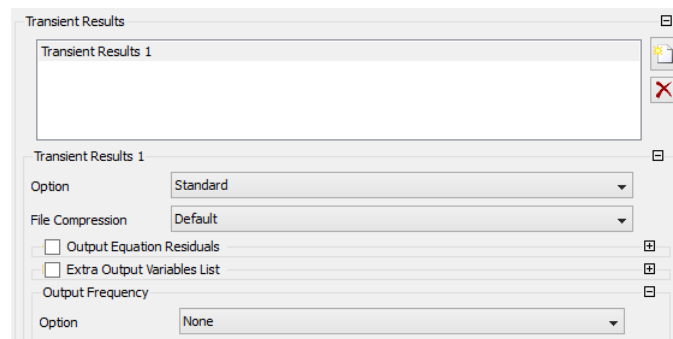 Transient Results
Transient Results 1
Transient Results 1
Option Standard
File Compression Default
Output Equation Residuals
Extra Output Variables List
Output Frequency
Option None